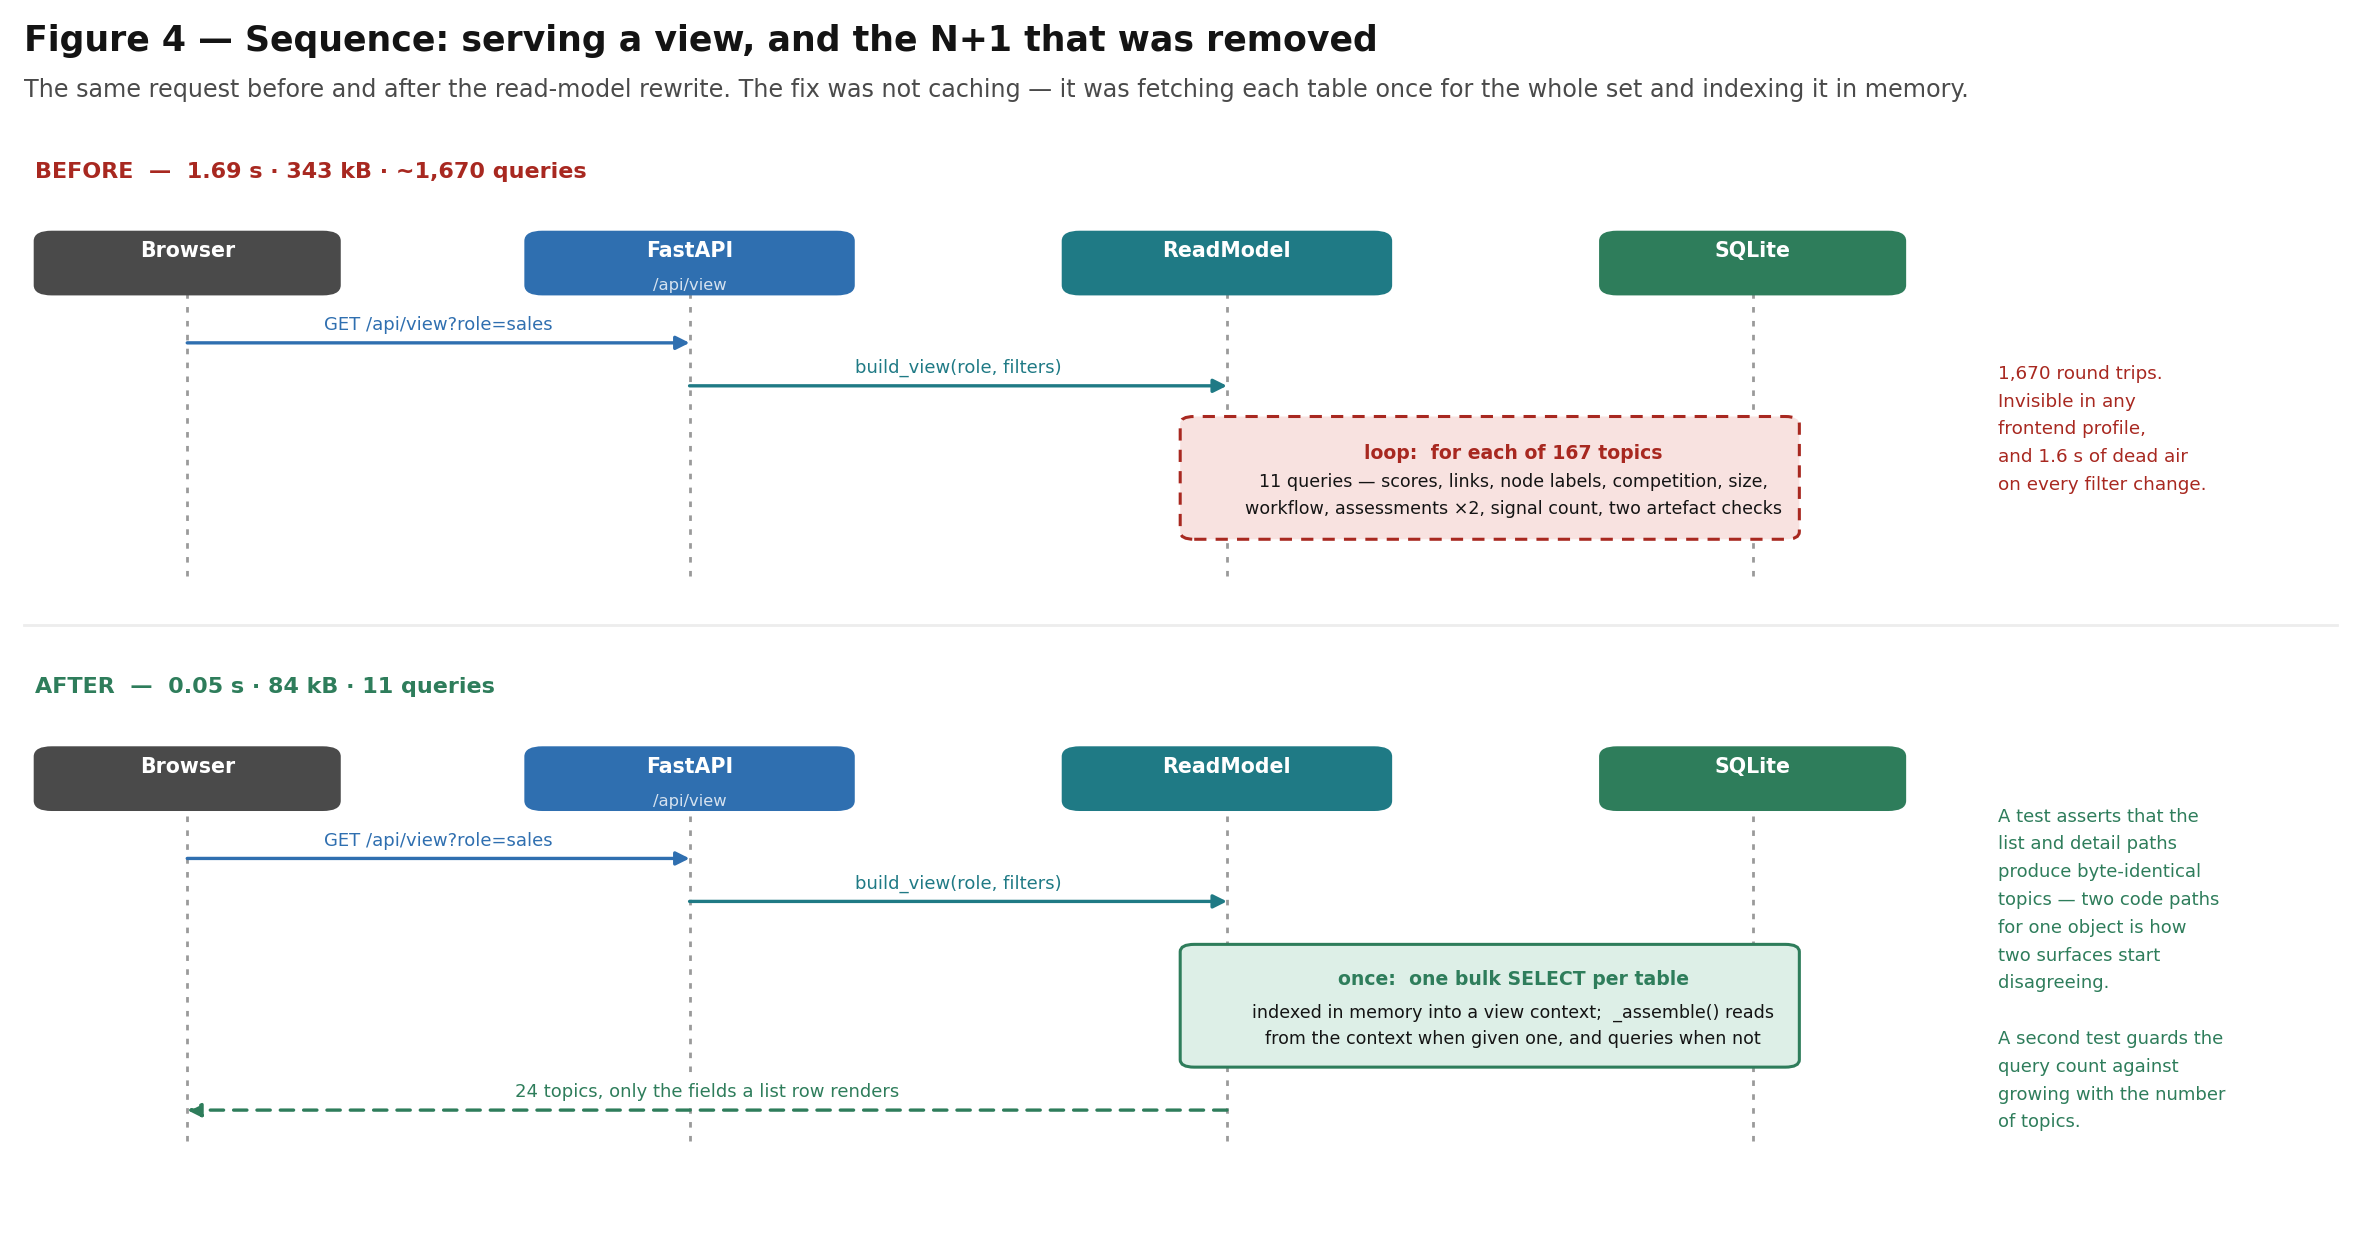 Figure 4 — Sequence: serving a view, and the N+1 that was removed
The same request before and after the read-model rewrite. The fix was not caching — it was fetching each table once for the whole set and indexing it in memory.
BEFORE — 1.69 s · 343 kB · ~1,670 queries
Browser
FastAPI
/api/view
ReadModel
SQLite
GET /api/view?role=sales
build_view(role, filters)
loop: for each of 167 topics
11 queries — scores, links, node labels, competition, size,
workflow, assessments ×2, signal count, two artefact checks
1,670 round trips.
Invisible in any
frontend profile,
and 1.6 s of dead air
on every filter change.
AFTER — 0.05 s · 84 kB · 11 queries
Browser
FastAPI
/api/view
ReadModel
SQLite
GET /api/view?role=sales
build_view(role, filters)
once: one bulk SELECT per table
indexed in memory into a view context; _assemble() reads
from the context when given one, and queries when not
24 topics, only the fields a list row renders
A test asserts that the
list and detail paths
produce byte-identical
topics — two code paths
for one object is how
two surfaces start
disagreeing.
A second test guards the
query count against
growing with the number
of topics.